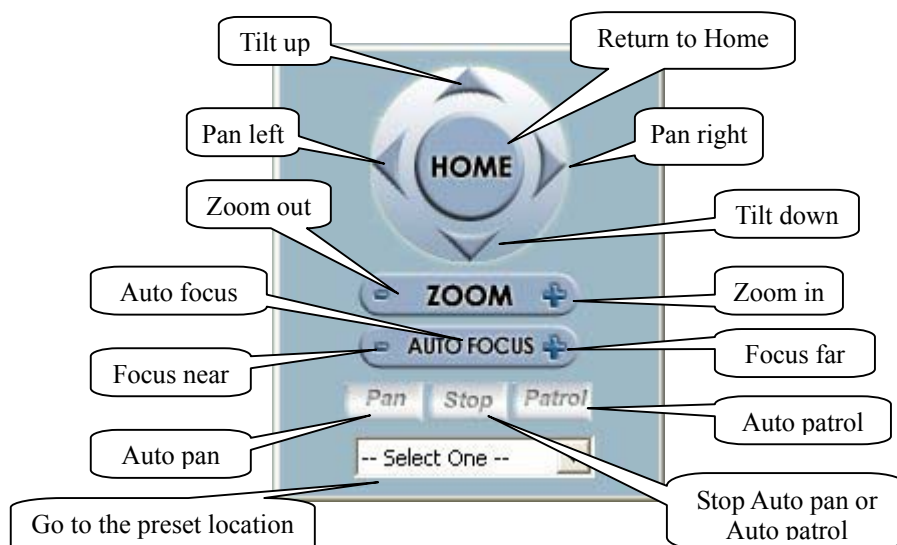 Tilt up
Return to Home
Pan left
Pan right
HOME
Zoom out
Tilt down
Auto focus
ZOOM
Zoom in
AUTO FOCUS
Focus near
Focus far
Pan Stop Patrol
Auto pan
Auto patrol
-- Select One --
Go to the preset location
Stop Auto pan or
Auto patrol